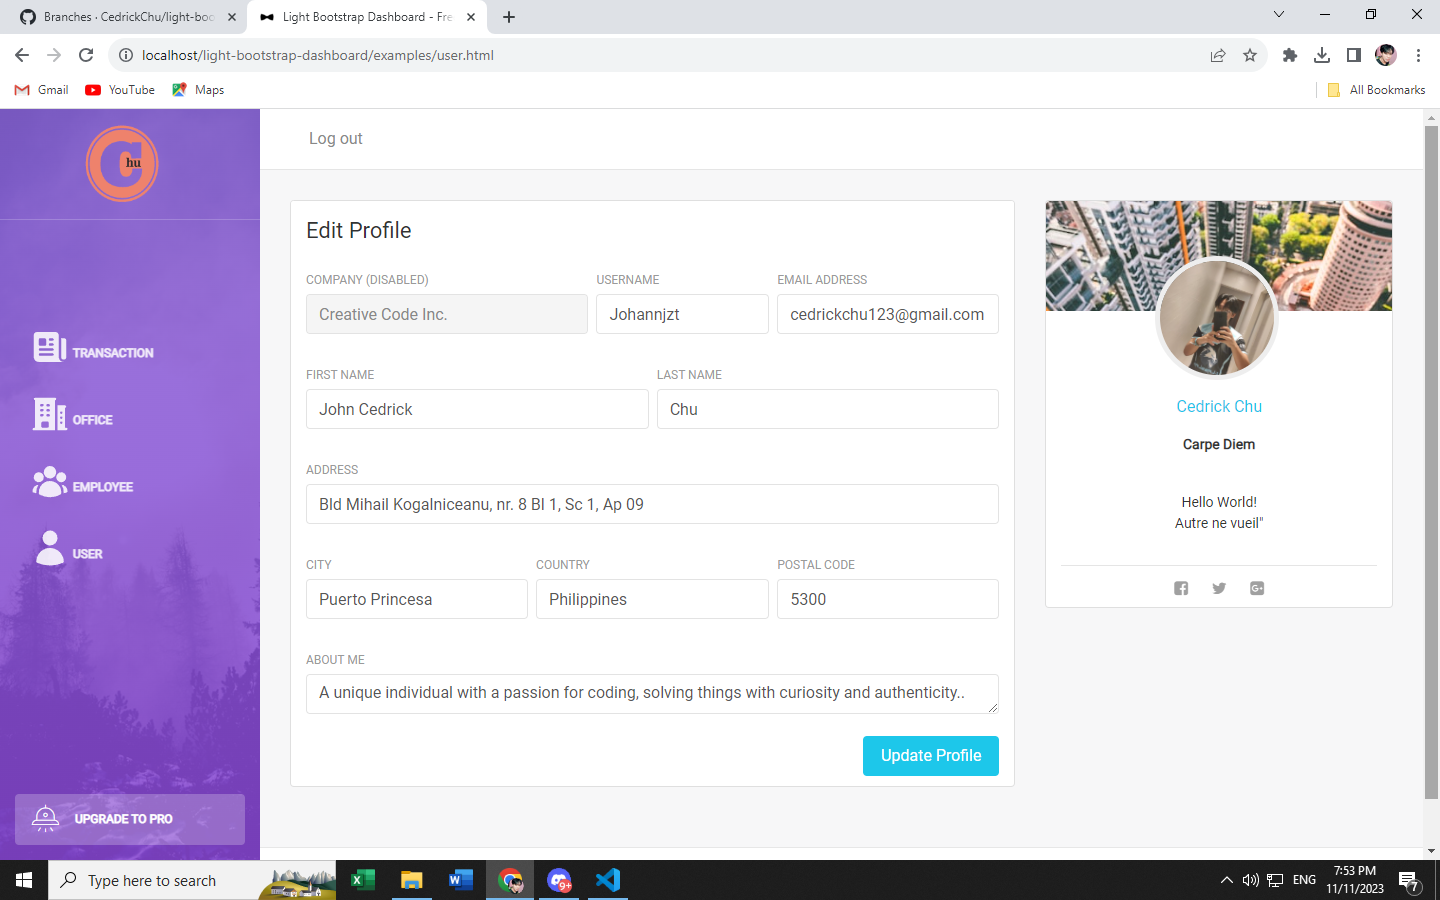 Branches · CedrickChu/light-boo
Light Bootstrap Dashboard - Fre
localhost/light-bootstrap-dashboard/examples/user.html
Gmail
YouTube
Maps
All Bookmarks
Chu
Log out
TRANSACTION
OFFICE
EMPLOYEE
USER
UPGRADE TO PRO
Edit Profile
COMPANY (DISABLED) USERNAME EMAIL ADDRESS
Creative Code Inc. Johannjzt cedrickchu123@gmail.com
FIRST NAME LAST NAME
John Cedrick Chu
ADDRESS
Bld Mihail Kogalniceanu, nr. 8 Bl 1, Sc 1, Ap 09
CITY COUNTRY POSTAL CODE
Puerto Princesa Philippines 5300
ABOUT ME
A unique individual with a passion for coding, solving things with curiosity and authenticity..
Update Profile
Cedrick Chu
Carpe Diem
Hello World!
Autre ne vueil"
Type here to search
9+
ENG
7:53 PM
11/11/2023
7